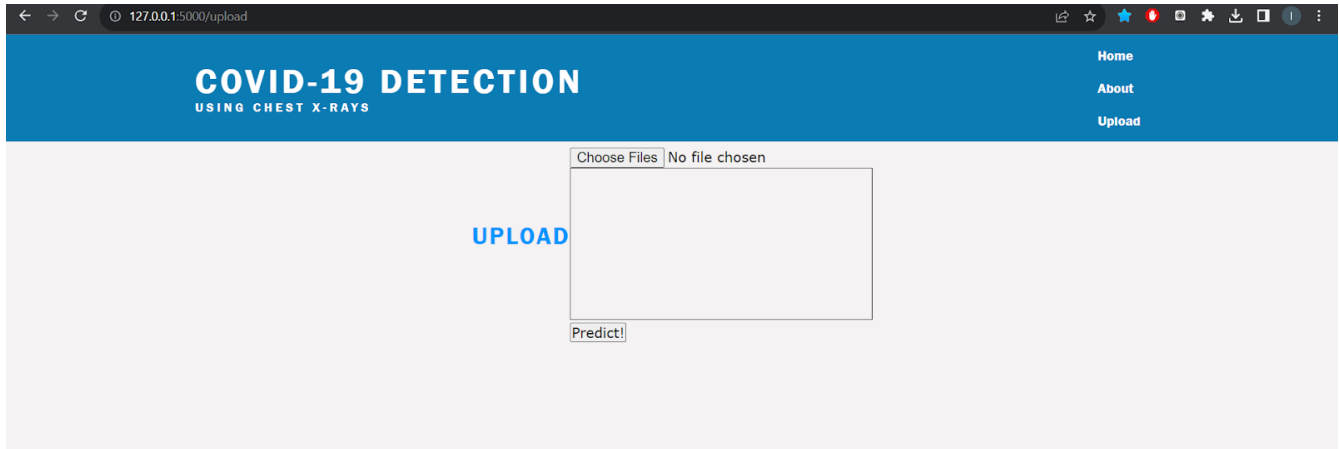 127.0.0.1:5000/upload
I
COVID-19 DETECTION
USING CHEST X-RAYS
Home
About
Upload
Choose Files No file chosen
UPLOAD
Predict!